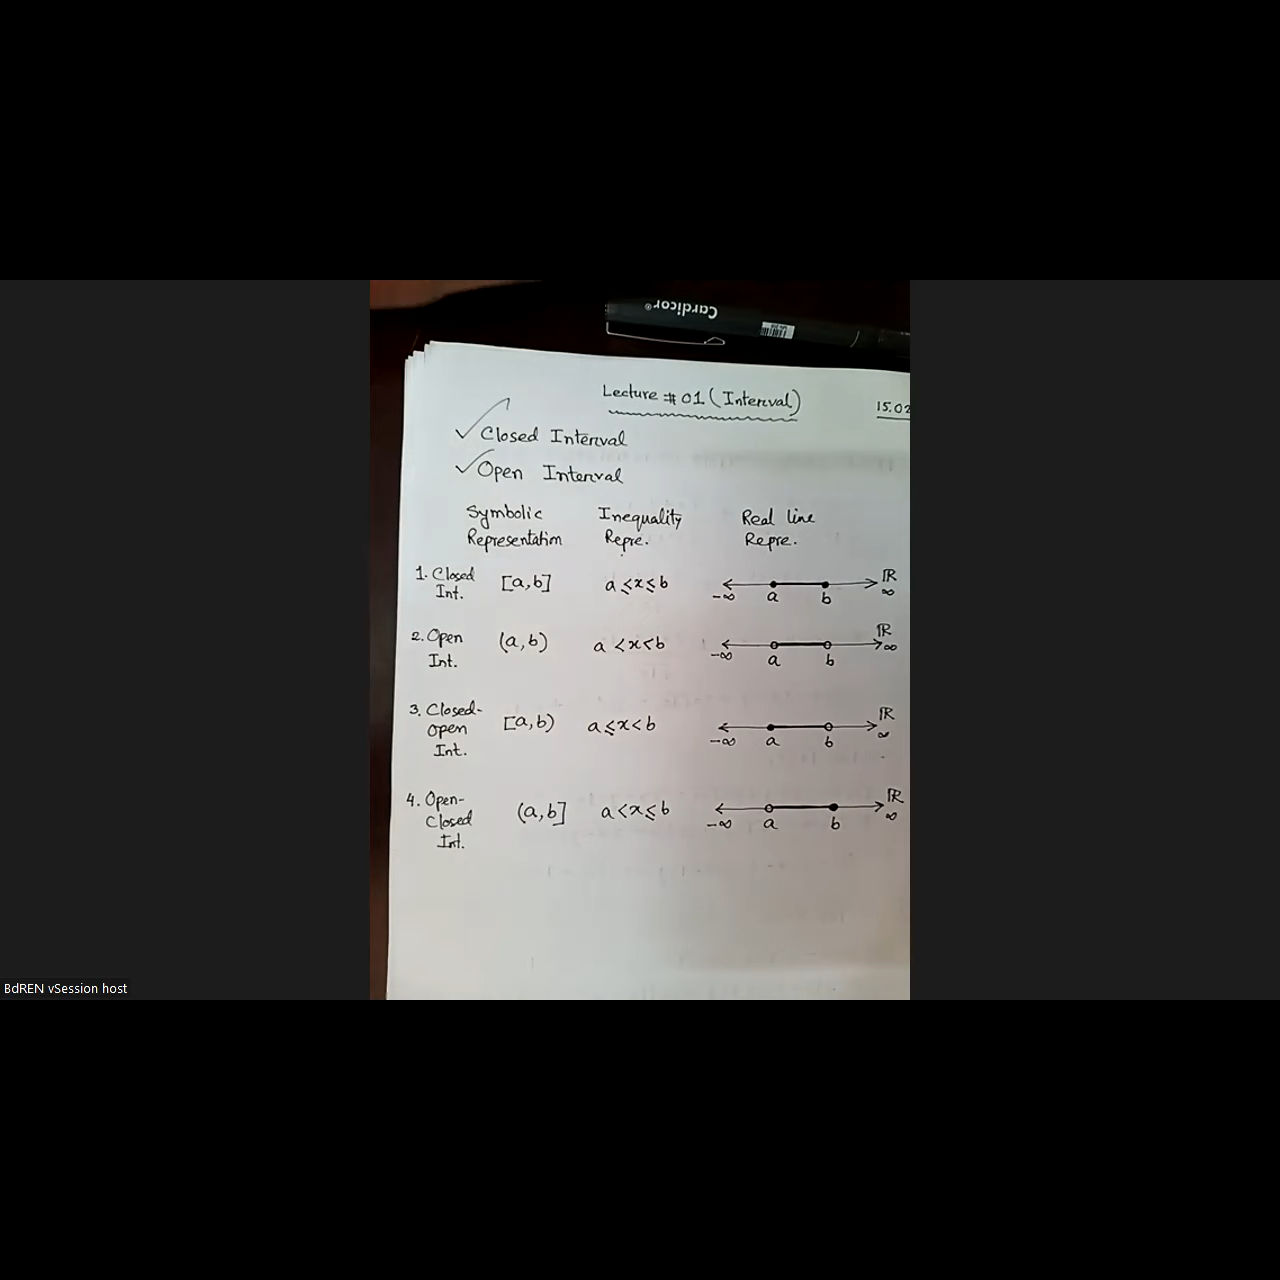 Cardicor®
Lecture # 01 (Interval)
15.02
✓ Closed Interval
✓ Open Interval
Symbolic Representation Inequality Repre. Real line Repre.
1. Closed Int. [a,b] a ≤ x ≤ b -∞ a b ℝ ∞
2. Open Int. (a,b) a < x < b -∞ a b ℝ ∞
3. Closed-open Int. [a,b) a ≤ x < b -∞ a b ℝ ∞
4. Open-Closed Int. (a,b] a < x ≤ b -∞ a b ℝ ∞
BdREN vSession host